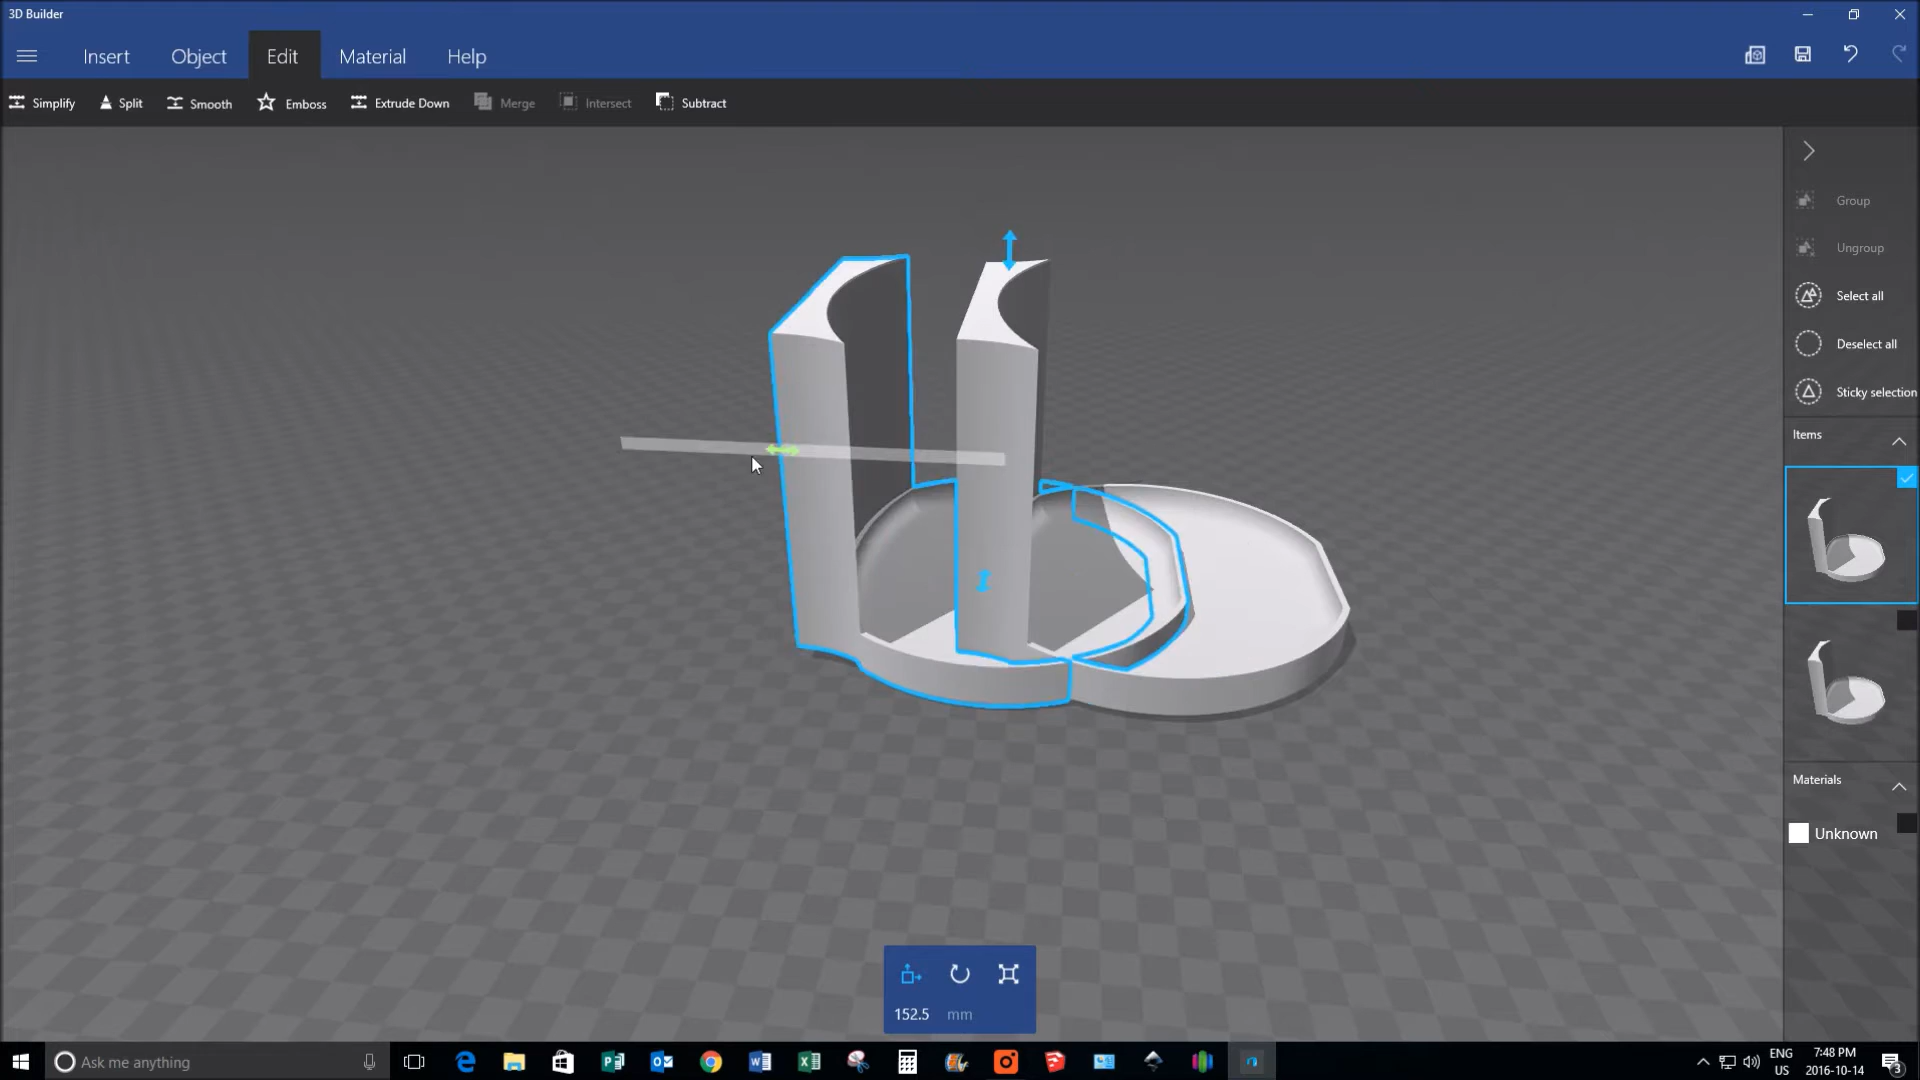 3D Builder
Insert Object Edit Material Help
Simplify Split Smooth Emboss Extrude Down Merge Intersect Subtract
Group
Ungroup
Select all
Deselect all
Sticky selection
Items
Materials
Unknown
152.5 mm
Ask me anything
ENG
US
7:48 PM
2016-10-14
3